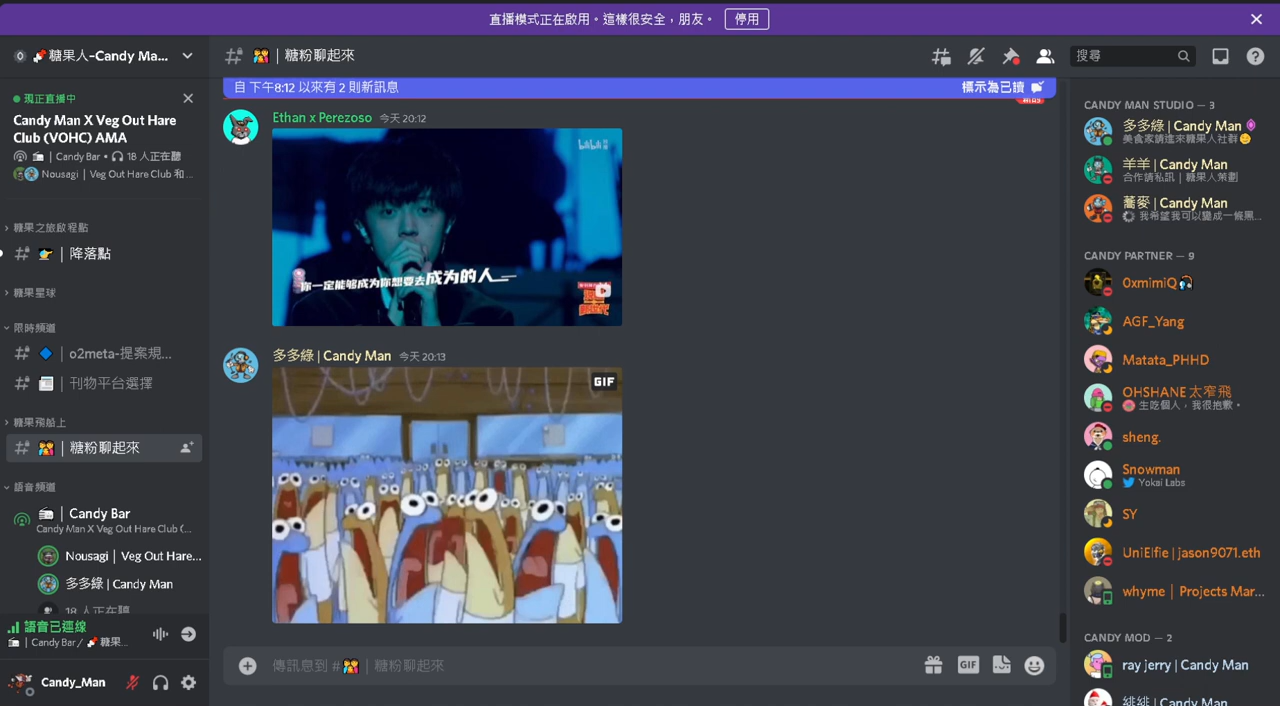 直播模式正在啟用。這樣很安全，朋友。
停用
糖果人-Candy Ma...
現正直播中
Candy Man X Veg Out Hare
Club (VOHC) AMA
| Candy Bar • 18 人正在聽
Nousagi | Veg Out Hare Club 和 ...
糖果之旅啟程點
# | 降落點
糖果星球
限時頻道
# | o2meta-提案規...
# | 刊物平台選擇
糖果飛船上
# | 糖粉聊起來
語音頻道
| Candy Bar
Candy Man X Veg Out Hare Club (...
Nousagi | Veg Out Hare...
多多綠 | Candy Man
18 人正在聽
語音已連線
| Candy Bar / 糖果...
Candy_Man
# | 糖粉聊起來
搜尋
自 下午8:12 以來有 2 則新訊息
標示為已讀
Ethan x Perezoso 今天 20:12
bilibili
你一定能够成为你想要去成为的人
多多綠 | Candy Man 今天 20:13
GIF
傳訊息到 # | 糖粉聊起來
GIF
CANDY MAN STUDIO — 3
多多綠 | Candy Man
美食家請進來糖果人社群
羊羊 | Candy Man
合作請私訊 | 糖果人策劃
蕎麥 | Candy Man
我希望我可以變成一條黑...
CANDY PARTNER — 9
0xmimiQ
AGF_Yang
Matata_PHHD
OHSHANE 太窄飛
生吃個人，我很抱歉。
sheng.
Snowman
Yokai Labs
SY
UniElfie | jason9071.eth
whyme | Projects Mar...
CANDY MOD — 2
ray jerry | Candy Man
緋緋 | Candy Man